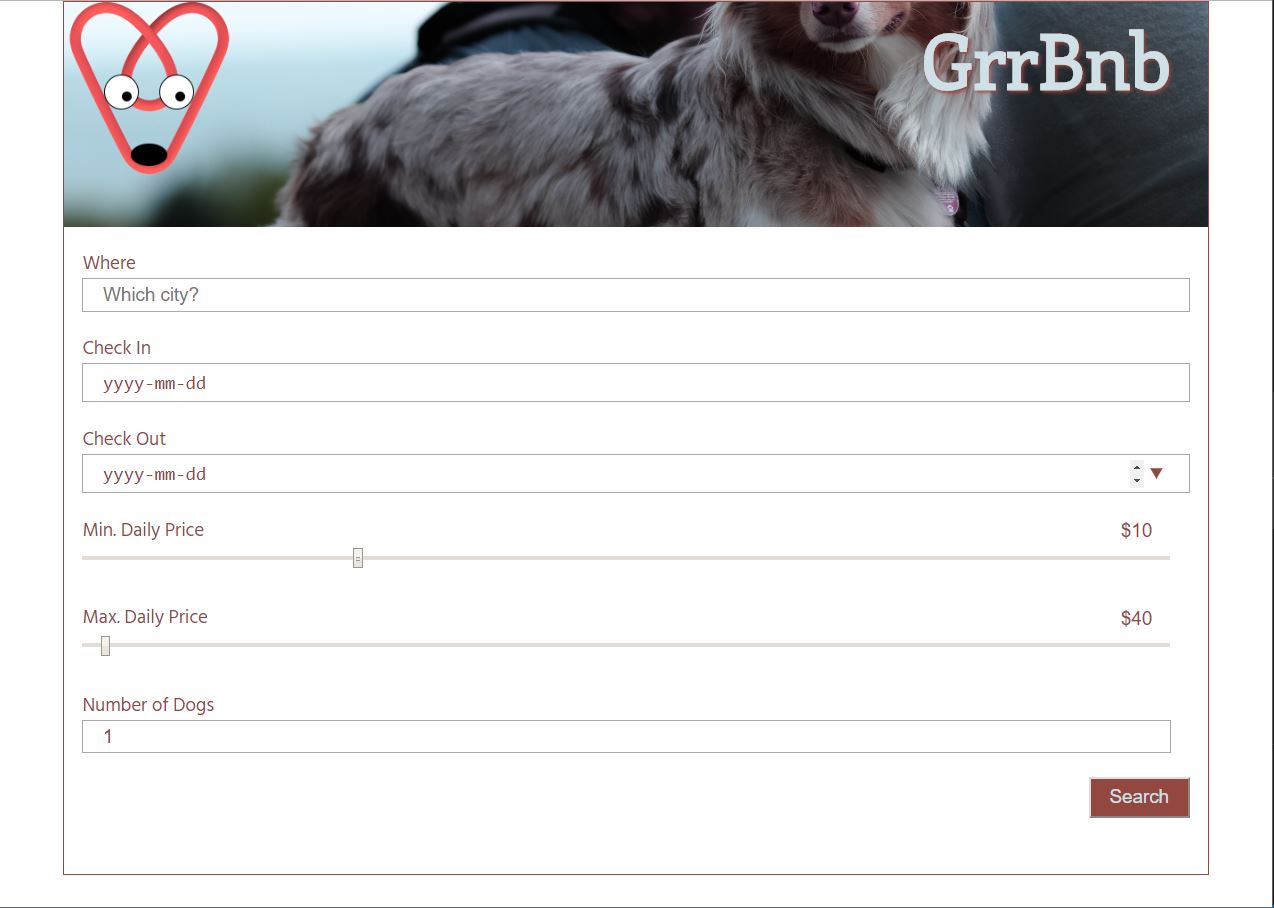 GrrBnb
Where
Which city?
Check In
yyyy-mm-dd
Check Out
yyyy-mm-dd
Min. Daily Price
$10
Max. Daily Price
$40
Number of Dogs
1
Search